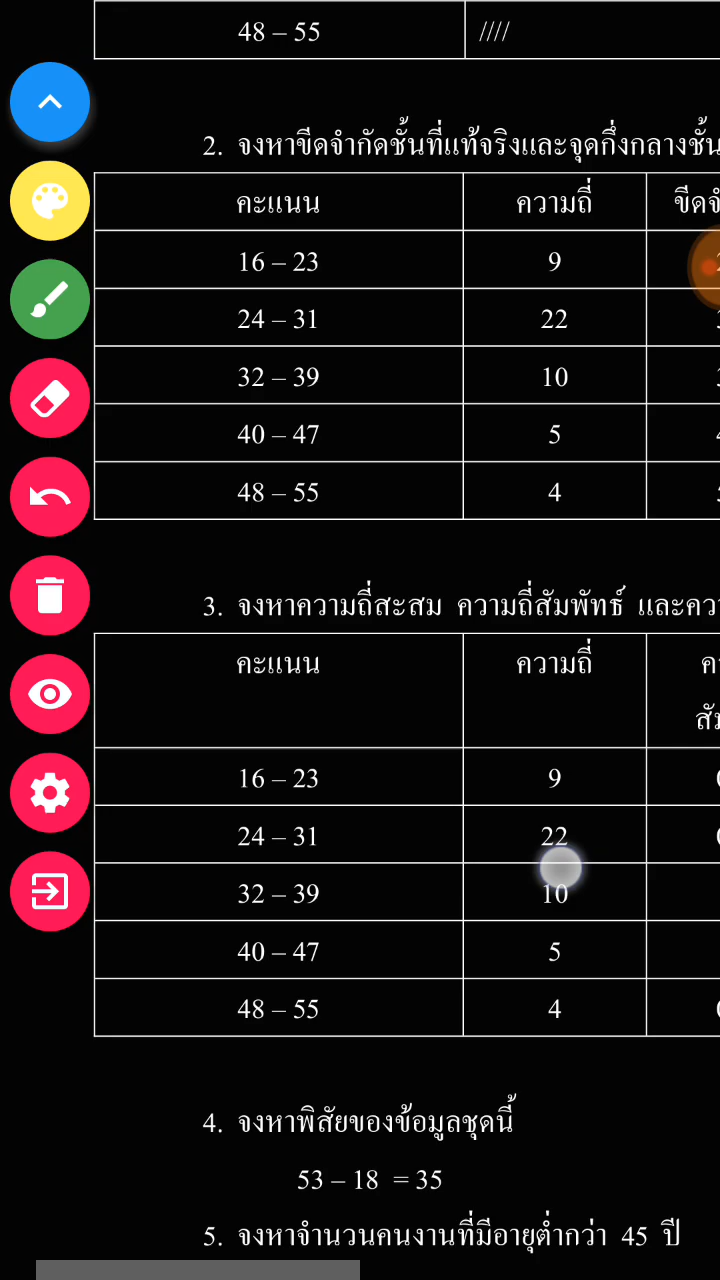 48 – 55 ////
2. จงหาขีดจำกัดชั้นที่แท้จริงและจุดกึ่งกลางชั้น
คะแนน ความถี่ ขีดจำ
16 – 23 9
24 – 31 22
32 – 39 10
40 – 47 5
48 – 55 4
3. จงหาความถี่สะสม ความถี่สัมพัทธ์ และควา
คะแนน ความถี่
16 – 23 9
24 – 31 22
32 – 39 10
40 – 47 5
48 – 55 4
4. จงหาพิสัยของข้อมูลชุดนี้
53 – 18 = 35
5. จงหาจำนวนคนงานที่มีอายุต่ำกว่า 45 ปี